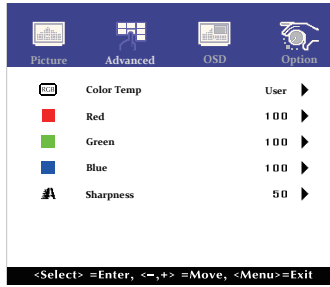 Picture Advanced OSD Option
RGB Color Temp User
Red 100
Green 100
Blue 100
A Sharpness 50
<Select> =Enter, <–,+> =Move, <Menu>=Exit